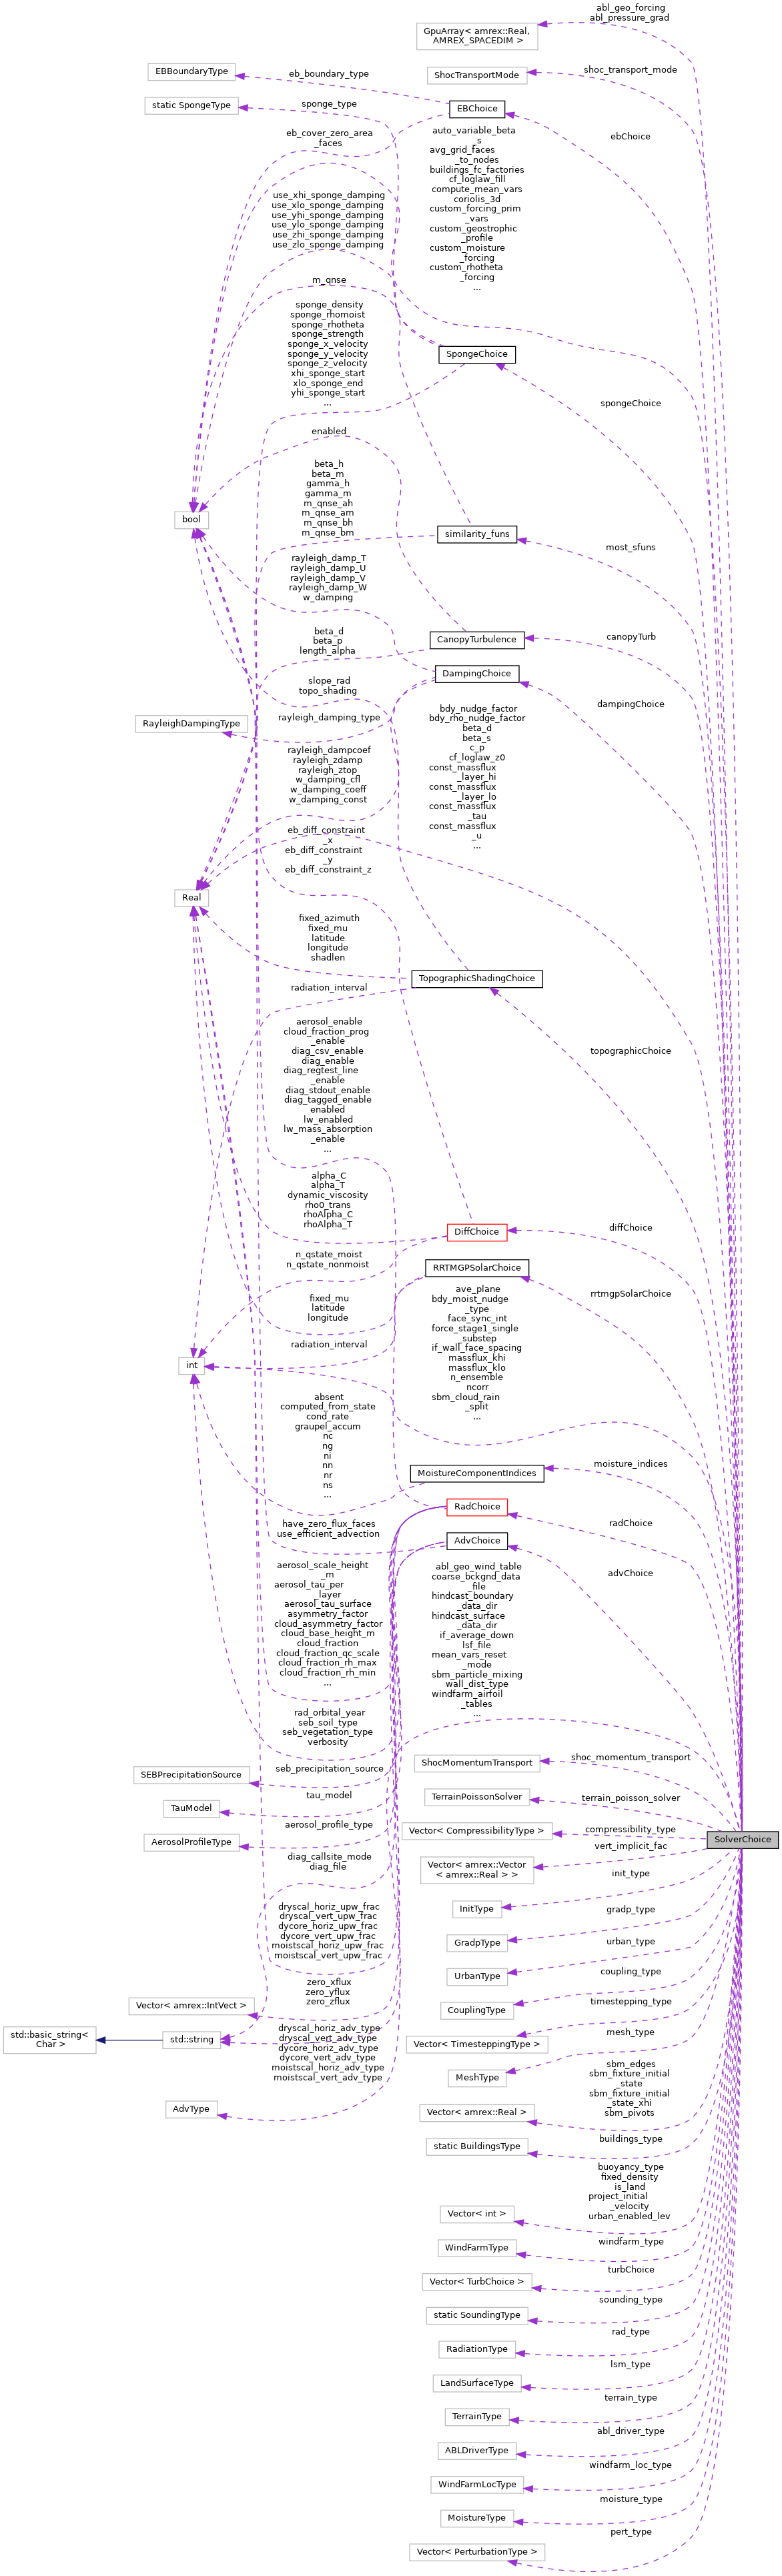 abl_geo_forcing
abl_pressure_grad
GpuArray< amrex::Real,
AMREX_SPACEDIM >
shoc_transport_mode
EBBoundaryType
eb_boundary_type
ShocTransportMode
static SpongeType
sponge_type
EBChoice
ebChoice
eb_cover_zero_area
_faces
auto_variable_beta
_s
avg_grid_faces
_to_nodes
buildings_fc_factories
cf_loglaw_fill
compute_mean_vars
coriolis_3d
custom_forcing_prim
_vars
custom_geostrophic
_profile
custom_moisture
_forcing
custom_rhotheta
_forcing
...
use_xhi_sponge_damping
use_xlo_sponge_damping
use_yhi_sponge_damping
use_ylo_sponge_damping
use_zhi_sponge_damping
use_zlo_sponge_damping
m_qnse
sponge_density
sponge_rhomoist
sponge_rhotheta
sponge_strength
sponge_x_velocity
sponge_y_velocity
sponge_z_velocity
xhi_sponge_start
xlo_sponge_end
yhi_sponge_start
...
SpongeChoice
spongeChoice
enabled
beta_h
beta_m
gamma_h
gamma_m
m_qnse_ah
m_qnse_am
m_qnse_bh
m_qnse_bm
bool
similarity_funs
most_sfuns
rayleigh_damp_T
rayleigh_damp_U
rayleigh_damp_V
rayleigh_damp_W
w_damping
beta_d
beta_p
length_alpha
CanopyTurbulence
canopyTurb
DampingChoice
dampingChoice
slope_rad
topo_shading
RayleighDampingType
rayleigh_damping_type
bdy_nudge_factor
bdy_rho_nudge_factor
beta_d
beta_s
c_p
cf_loglaw_z0
const_massflux
_layer_hi
const_massflux
_layer_lo
const_massflux
_tau
const_massflux
_u
...
rayleigh_dampcoef
rayleigh_zdamp
rayleigh_ztop
w_damping_cfl
w_damping_coeff
w_damping_const
eb_diff_constraint
_x
eb_diff_constraint
_y
eb_diff_constraint_z
Real
fixed_azimuth
fixed_mu
latitude
longitude
shadlen
TopographicShadingChoice
radiation_interval
topographicChoice
aerosol_enable
cloud_fraction_prog
_enable
diag_csv_enable
diag_enable
diag_regtest_line
_enable
diag_stdout_enable
diag_tagged_enable
enabled
lw_enabled
lw_mass_absorption
_enable
...
alpha_C
alpha_T
dynamic_viscosity
rho0_trans
rhoAlpha_C
rhoAlpha_T
DiffChoice
diffChoice
n_qstate_moist
n_qstate_nonmoist
RRTMGPSolarChoice
rrtmgpSolarChoice
fixed_mu
latitude
longitude
radiation_interval
ave_plane
bdy_moist_nudge
_type
face_sync_int
force_stage1_single
_substep
if_wall_face_spacing
massflux_khi
massflux_klo
n_ensemble
ncorr
sbm_cloud_rain
_split
...
int
absent
computed_from_state
cond_rate
graupel_accum
nc
ng
ni
nn
nr
ns
...
MoistureComponentIndices
moisture_indices
RadChoice
radChoice
have_zero_flux_faces
use_efficient_advection
AdvChoice
advChoice
aerosol_scale_height
_m
aerosol_tau_per
_layer
aerosol_tau_surface
asymmetry_factor
cloud_asymmetry_factor
cloud_base_height_m
cloud_fraction
cloud_fraction_qc_scale
cloud_fraction_rh_max
cloud_fraction_rh_min
...
abl_geo_wind_table
coarse_bckgnd_data
_file
hindcast_boundary
_data_dir
hindcast_surface
_data_dir
if_average_down
lsf_file
mean_vars_reset
_mode
sbm_particle_mixing
wall_dist_type
windfarm_airfoil
_tables
...
rad_orbital_year
seb_soil_type
seb_vegetation_type
verbosity
SEBPrecipitationSource
seb_precipitation_source
ShocMomentumTransport
shoc_momentum_transport
TauModel
tau_model
TerrainPoissonSolver
terrain_poisson_solver
AerosolProfileType
aerosol_profile_type
Vector< CompressibilityType >
compressibility_type
SolverChoice
diag_callsite_mode
diag_file
Vector< amrex::Vector
< amrex::Real > >
vert_implicit_fac
dryscal_horiz_upw_frac
dryscal_vert_upw_frac
dycore_horiz_upw_frac
dycore_vert_upw_frac
moistscal_horiz_upw_frac
moistscal_vert_upw_frac
InitType
init_type
GradpType
gradp_type
UrbanType
urban_type
Vector< amrex::IntVect >
zero_xflux
zero_yflux
zero_zflux
CouplingType
coupling_type
std::basic_string<
Char >
std::string
dryscal_horiz_adv_type
dryscal_vert_adv_type
dycore_horiz_adv_type
dycore_vert_adv_type
moistscal_horiz_adv_type
moistscal_vert_adv_type
Vector< TimesteppingType >
timestepping_type
MeshType
mesh_type
AdvType
Vector< amrex::Real >
sbm_edges
sbm_fixture_initial
_state
sbm_fixture_initial
_state_xhi
sbm_pivots
static BuildingsType
buildings_type
Vector< int >
buoyancy_type
fixed_density
is_land
project_initial
_velocity
urban_enabled_lev
WindFarmType
windfarm_type
Vector< TurbChoice >
turbChoice
static SoundingType
sounding_type
RadiationType
rad_type
LandSurfaceType
lsm_type
TerrainType
terrain_type
ABLDriverType
abl_driver_type
WindFarmLocType
windfarm_loc_type
MoistureType
moisture_type
Vector< PerturbationType >
pert_type